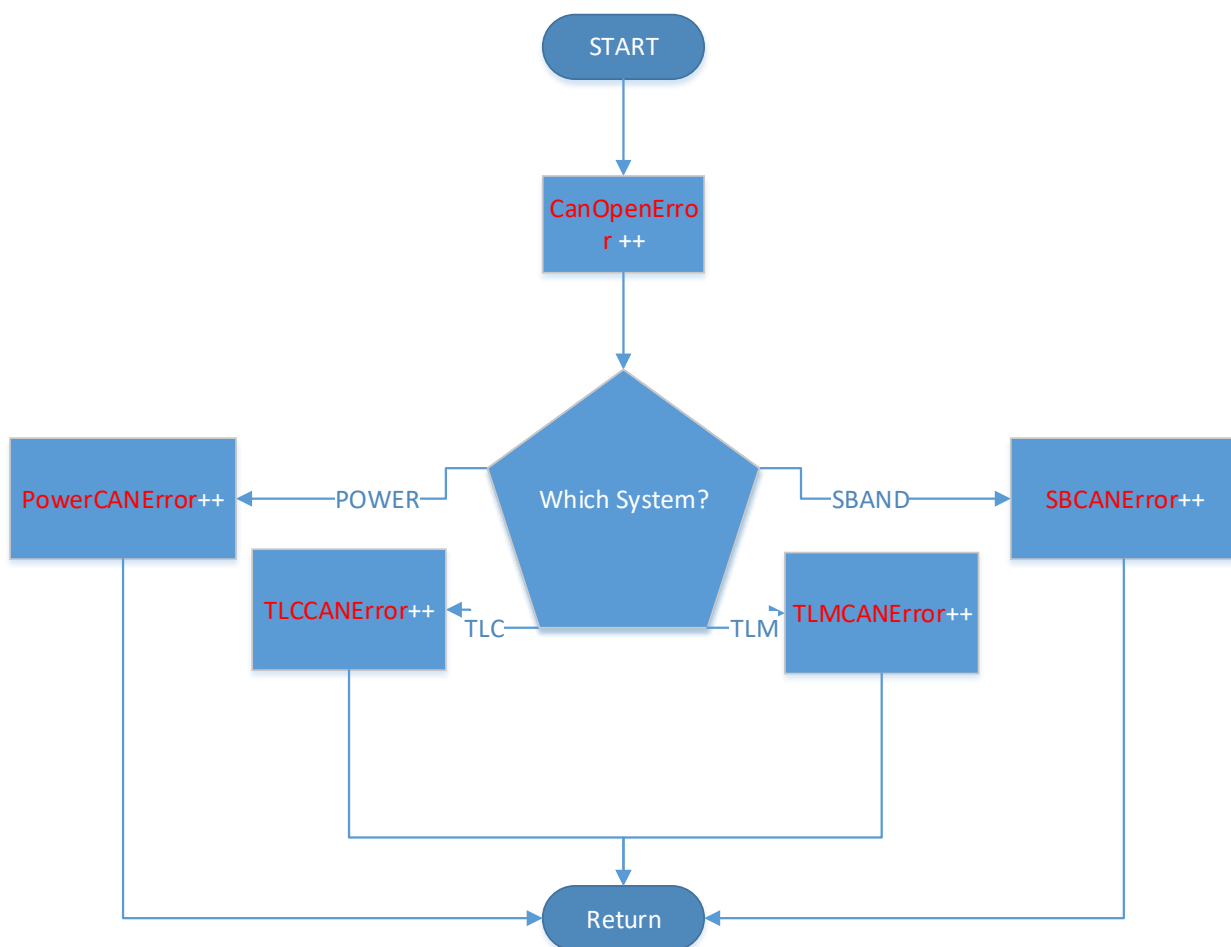 START
CanOpenErro
r ++
Which System?
POWER
SBAND
PowerCANError++
SBCANError++
TLCCANError++
TLMCANError++
TLC
TLM
Return